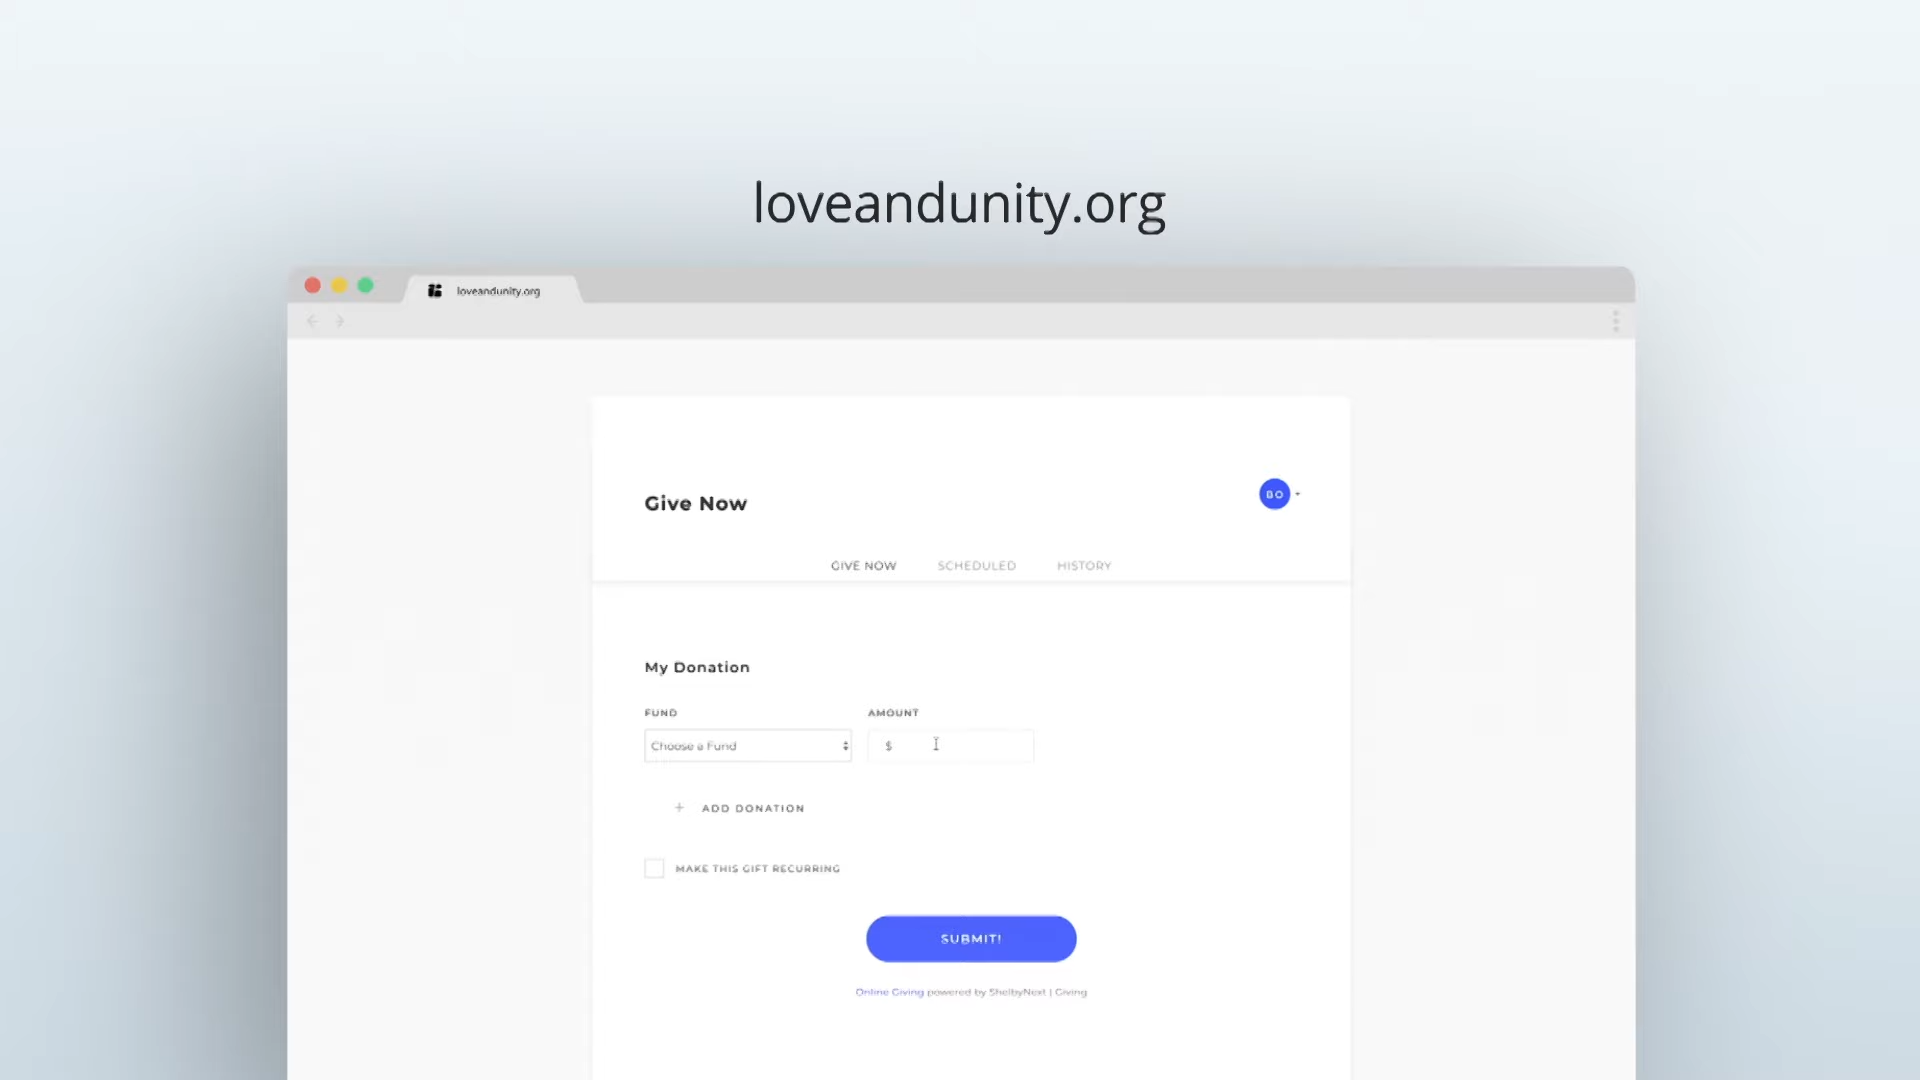 loveandunity.org
loveandunity.org
Give Now
BO
GIVE NOW SCHEDULED HISTORY
My Donation
FUND AMOUNT
Choose a Fund $
+ ADD DONATION
MAKE THIS GIFT RECURRING
SUBMIT!
Online Giving powered by ShelbyNext | Giving